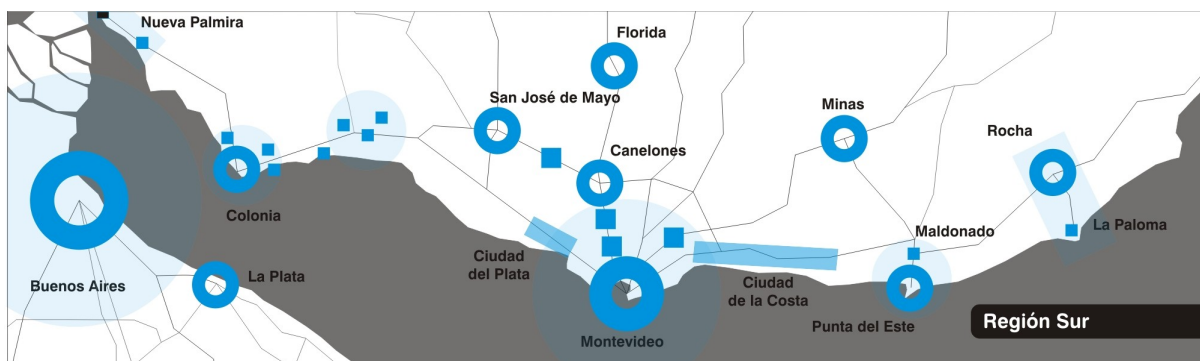 Nueva Palmira
Florida
San José de Mayo
Minas
Rocha
Canelones
Colonia
La Paloma
Maldonado
Ciudad
del Plata
La Plata
Buenos Aires
Ciudad
de la Costa
Punta del Este
Región Sur
Montevideo